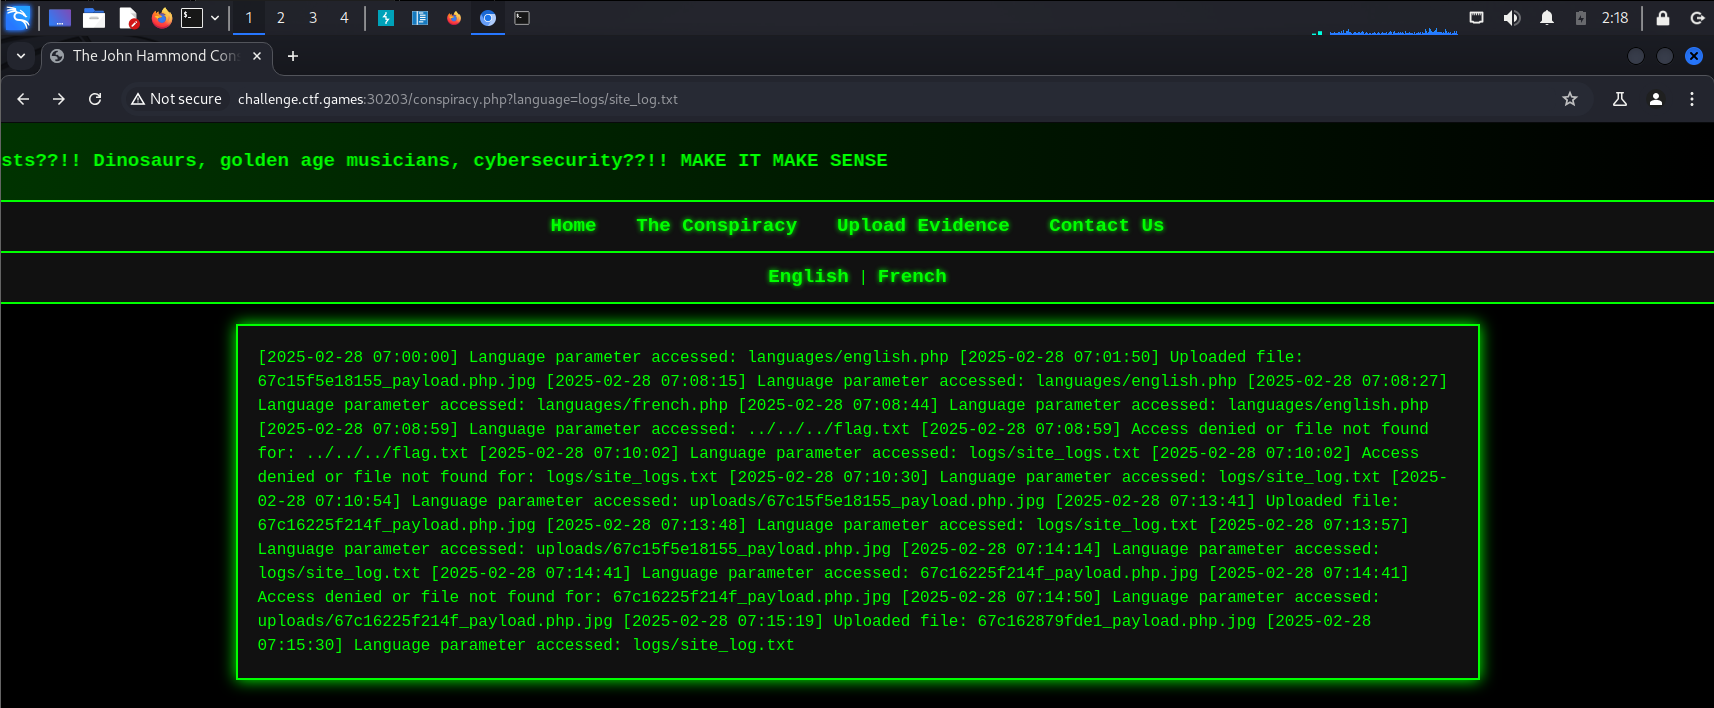 1 2 3 4 2:18
The John Hammond Con
Not secure challenge.ctf.games:30203/conspiracy.php?language=logs/site_log.txt
sts??!! Dinosaurs, golden age musicians, cybersecurity??!! MAKE IT MAKE SENSE
Home The Conspiracy Upload Evidence Contact Us
English | French
[2025-02-28 07:00:00] Language parameter accessed: languages/english.php [2025-02-28 07:01:50] Uploaded file:
67c15f5e18155_payload.php.jpg [2025-02-28 07:08:15] Language parameter accessed: languages/english.php [2025-02-28 07:08:27]
Language parameter accessed: languages/french.php [2025-02-28 07:08:44] Language parameter accessed: languages/english.php
[2025-02-28 07:08:59] Language parameter accessed: ../../../flag.txt [2025-02-28 07:08:59] Access denied or file not found
for: ../../../flag.txt [2025-02-28 07:10:02] Language parameter accessed: logs/site_logs.txt [2025-02-28 07:10:02] Access
denied or file not found for: logs/site_logs.txt [2025-02-28 07:10:30] Language parameter accessed: logs/site_log.txt [2025-
02-28 07:10:54] Language parameter accessed: uploads/67c15f5e18155_payload.php.jpg [2025-02-28 07:13:41] Uploaded file:
67c16225f214f_payload.php.jpg [2025-02-28 07:13:48] Language parameter accessed: logs/site_log.txt [2025-02-28 07:13:57]
Language parameter accessed: uploads/67c15f5e18155_payload.php.jpg [2025-02-28 07:14:14] Language parameter accessed:
logs/site_log.txt [2025-02-28 07:14:41] Language parameter accessed: 67c16225f214f_payload.php.jpg [2025-02-28 07:14:41]
Access denied or file not found for: 67c16225f214f_payload.php.jpg [2025-02-28 07:14:50] Language parameter accessed:
uploads/67c16225f214f_payload.php.jpg [2025-02-28 07:15:19] Uploaded file: 67c162879fde1_payload.php.jpg [2025-02-28
07:15:30] Language parameter accessed: logs/site_log.txt